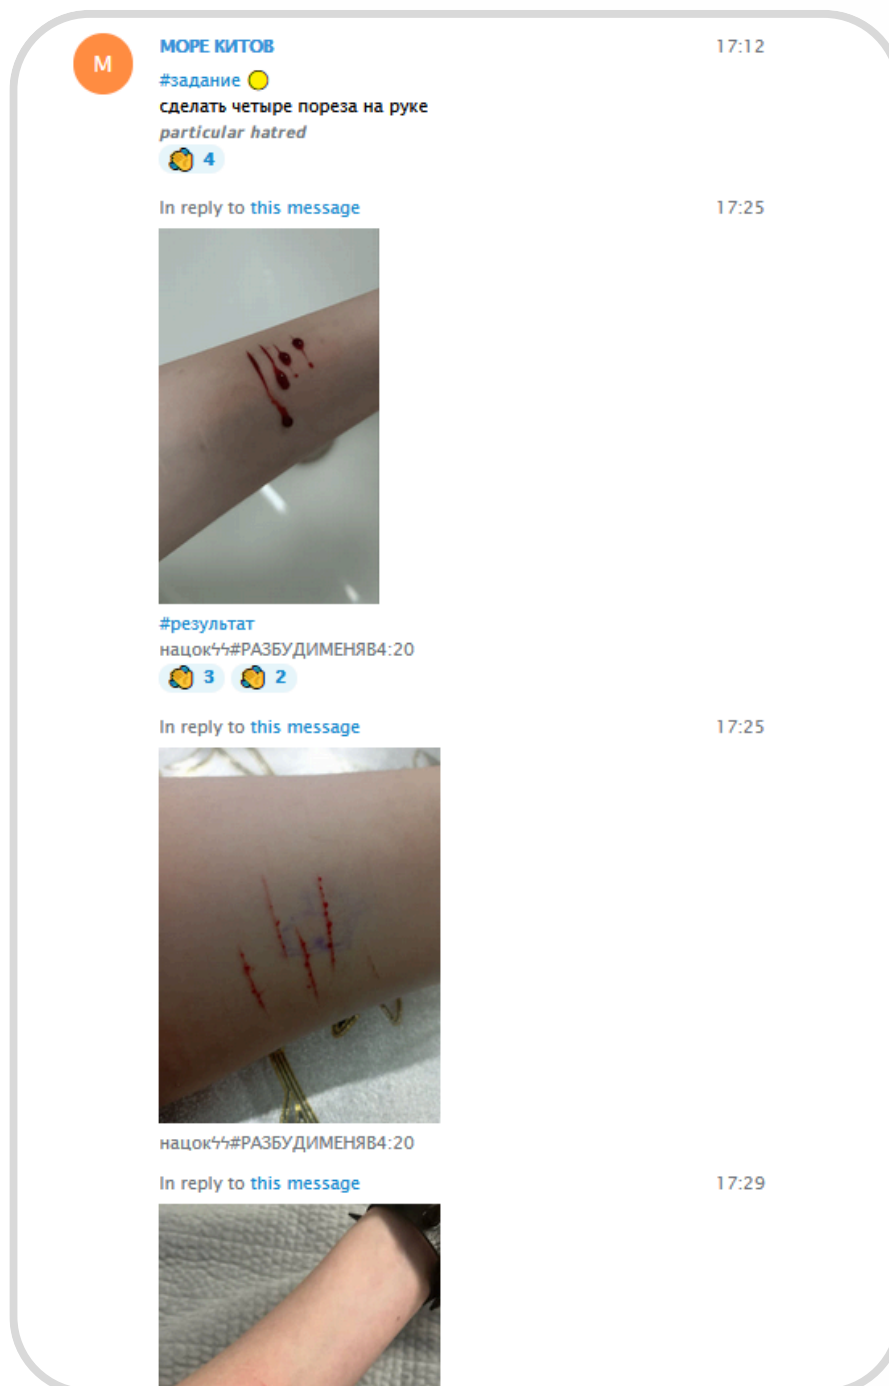 M
МОРЕ КИТОВ
17:12
#задание
сделать четыре пореза на руке
particular hatred
4
In reply to this message
17:25
#результат
нацокϟϟ#РАЗБУДИМЕНЯВ4:20
3 2
In reply to this message
17:25
нацокϟϟ#РАЗБУДИМЕНЯВ4:20
In reply to this message
17:29